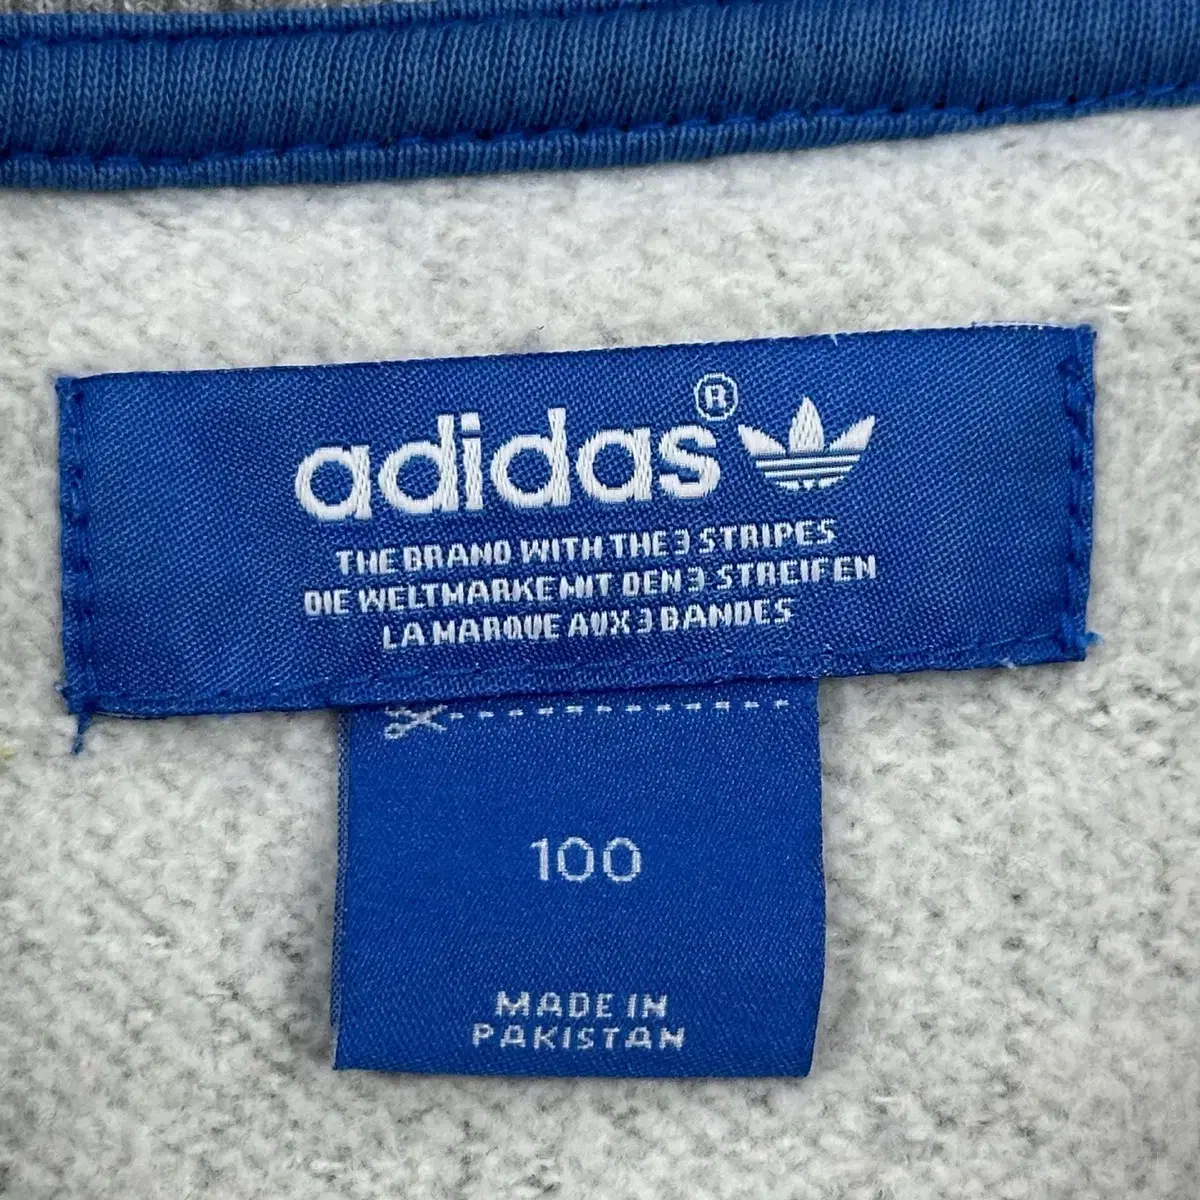 adidas®
THE BRAND WITH THE 3 STRIPES
DIE WELTMARKE MIT DEN 3 STREIFEN
LA MARQUE AUX 3 BANDES
100
MADE IN
PAKISTAN